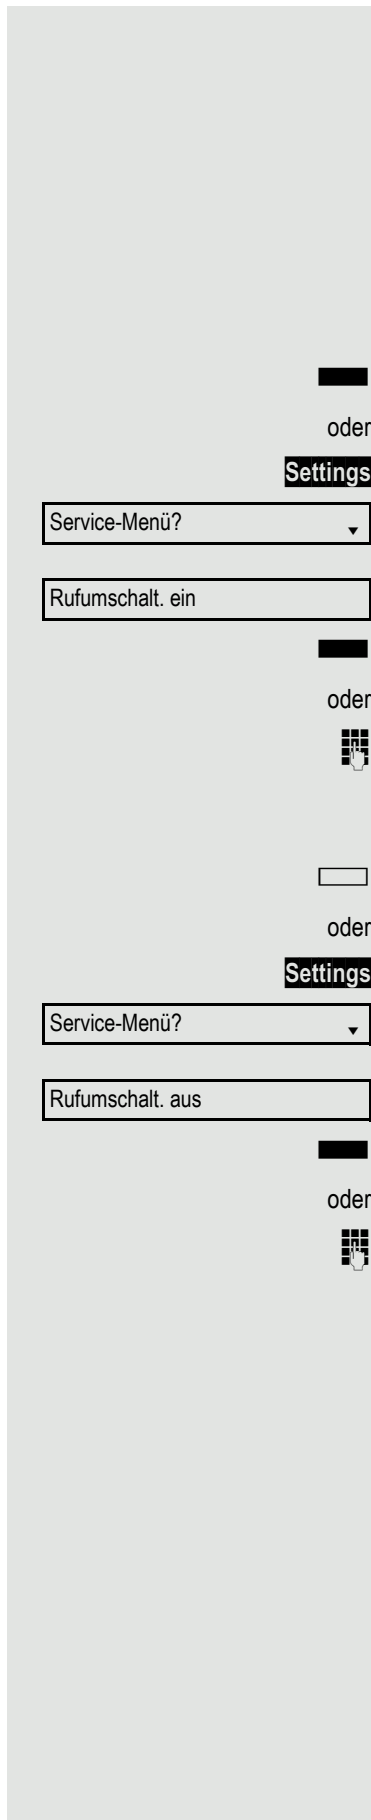 oder
Settings
Service-Menü?
Rufumschalt. ein
oder
oder
Settings
Service-Menü?
Rufumschalt. aus
oder